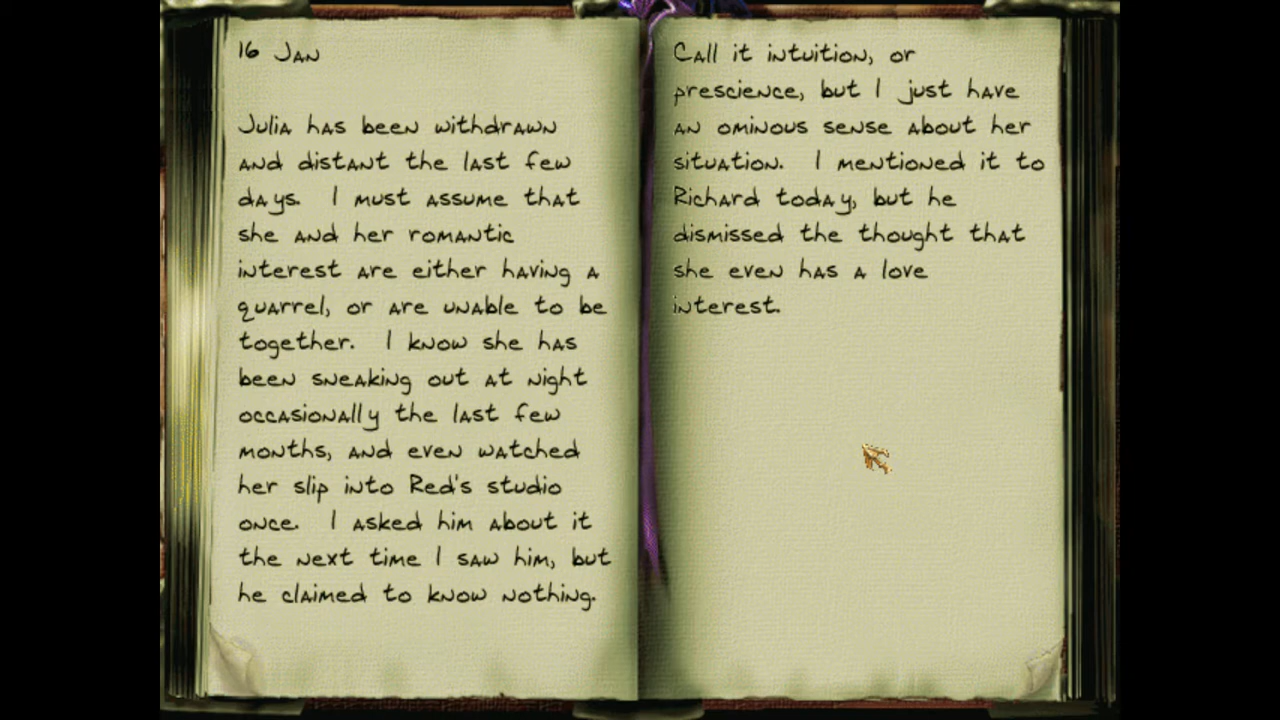 16 Jan
Julia has been withdrawn
and distant the last few
days. I must assume that
she and her romantic
interest are either having a
quarrel, or are unable to be
together. I know she has
been sneaking out at night
occasionally the last few
months, and even watched
her slip into Red's studio
once. I asked him about it
the next time I saw him, but
he claimed to know nothing.
Call it intuition, or
prescience, but I just have
an ominous sense about her
situation. I mentioned it to
Richard today, but he
dismissed the thought that
she even has a love
interest.